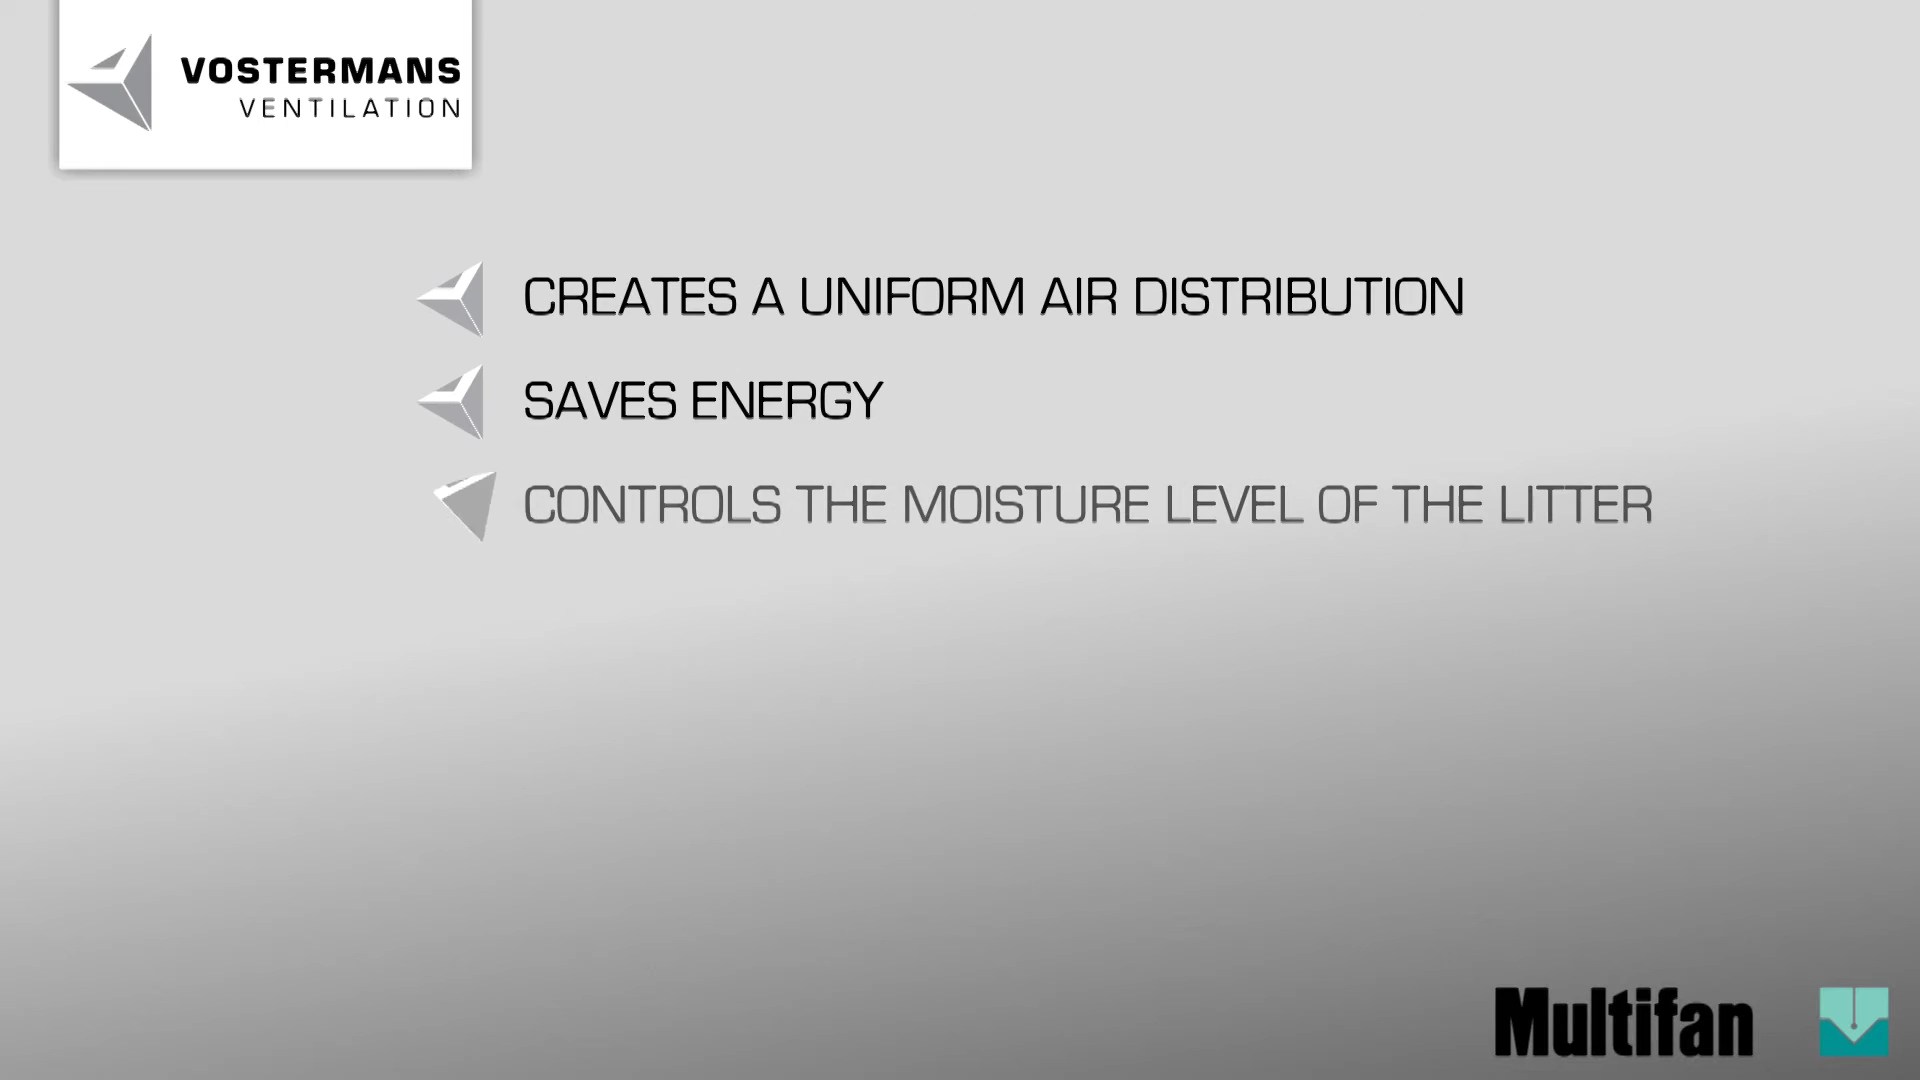 VOSTERMANS
VENTILATION
CREATES A UNIFORM AIR DISTRIBUTION
SAVES ENERGY
CONTROLS THE MOISTURE LEVEL OF THE LITTER
Multifan